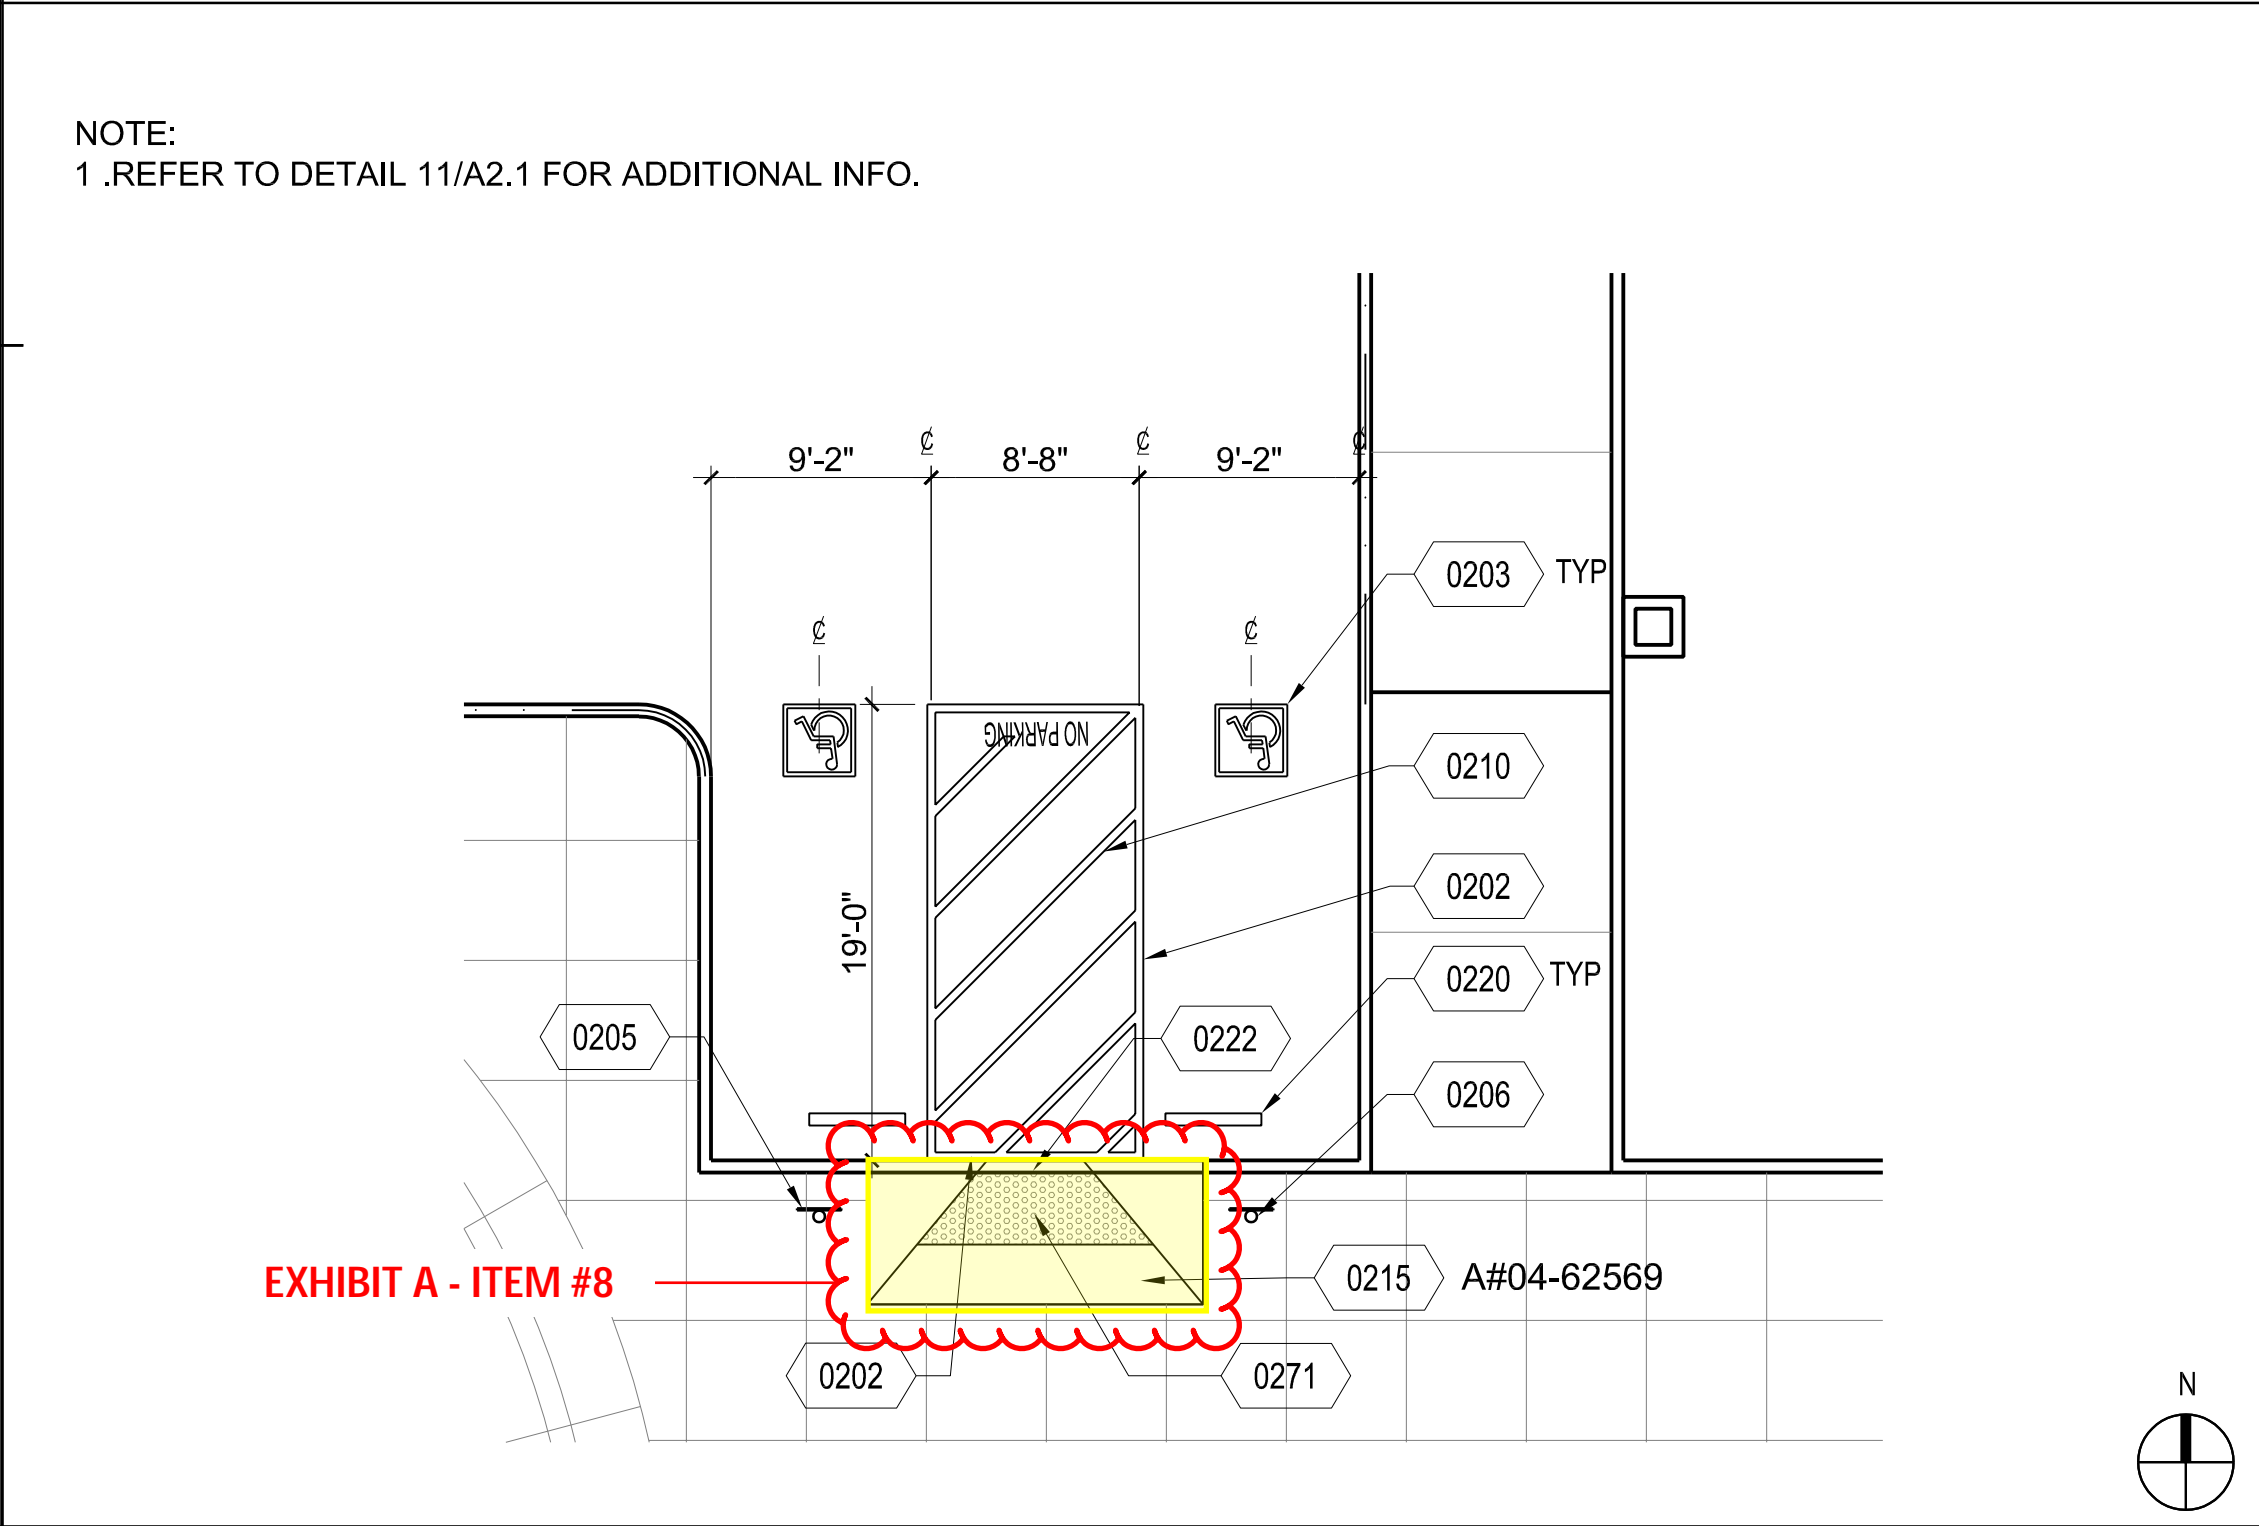 NOTE:
1 .REFER TO DETAIL 11/A2.1 FOR ADDITIONAL INFO.
℄ ℄ ℄
9'-2" 8'-8" 9'-2"
0203 TYP
℄ ℄
NO PARKING
0210
0202
19'-0"
0220 TYP
0205
0222
0206
EXHIBIT A - ITEM #8
0215 A#04-62569
0202
0271
N